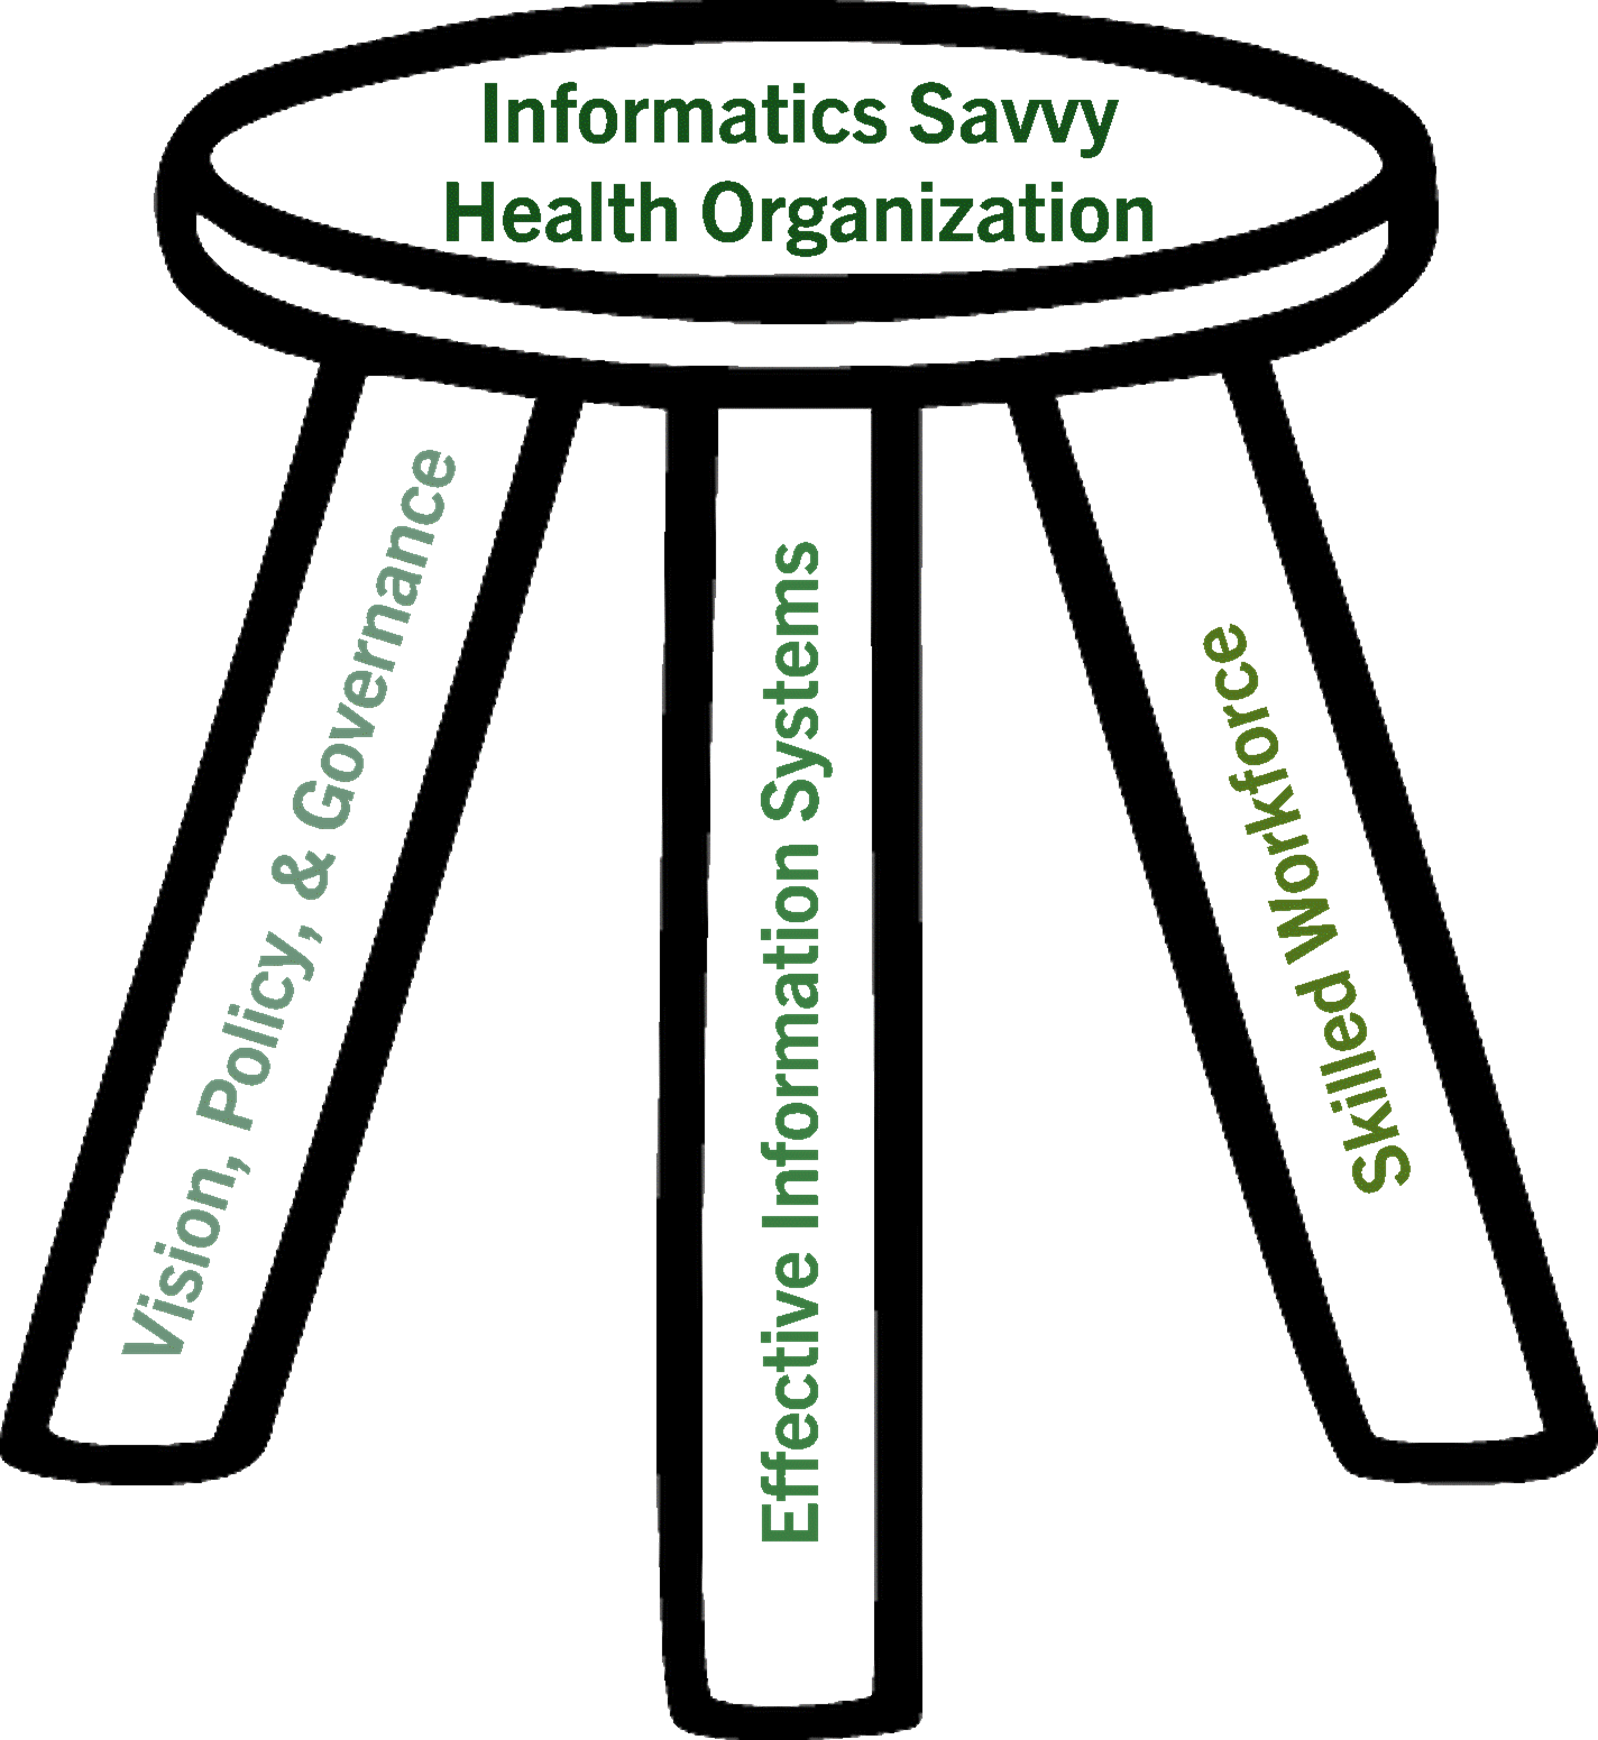 Informatics Savvy
Health Organization
Vision, Policy, & Governance
Effective Information Systems
Skilled Workforce